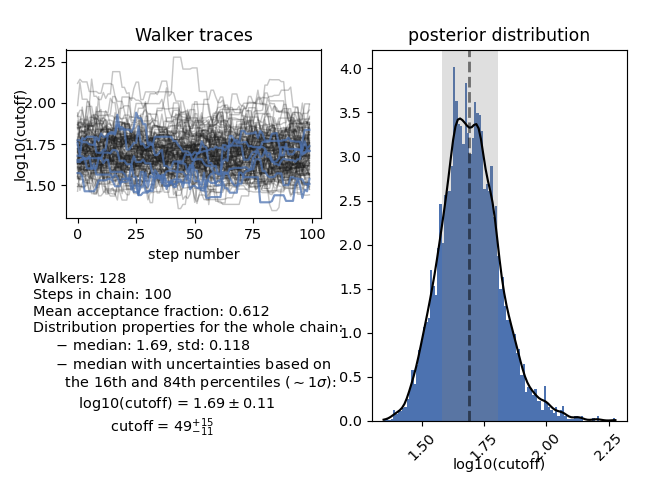 Walker traces
2.25
2.00
1.75
1.50
log10(cutoff)
0 25 50 75 100
step number
Walkers: 128
Steps in chain: 100
Mean acceptance fraction: 0.612
Distribution properties for the whole chain:
− median: 1.69, std: 0.118
− median with uncertainties based on
the 16th and 84th percentiles (∼1σ):
log10(cutoff) = 1.69 ± 0.11
cutoff = 49 +15 −11
posterior distribution
4.0
3.5
3.0
2.5
2.0
1.5
1.0
0.5
0.0
1.50 1.75 2.00 2.25
log10(cutoff)